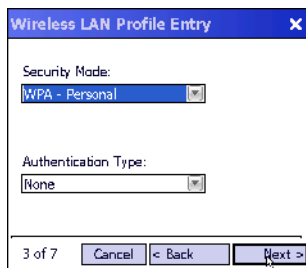 Wireless LAN Profile Entry X
Security Mode:
WPA - Personal
Authentication Type:
None
3 of 7 Cancel < Back Next >